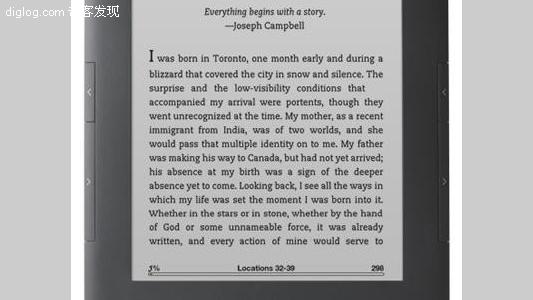 diglog.com 奇客发现
Everything begins with a story.
—Joseph Campbell
I was born in Toronto, one month early and during a
blizzard that covered the city in snow and silence. The
surprise and the low-visibility conditions that
accompanied my arrival were portents, though they
went unrecognized at the time. My mother, as a recent
immigrant from India, was of two worlds, and she
would pass that multiple identity on to me. My father
was making his way to Canada, but had not yet arrived;
his absence at my birth was a sign of the deeper
absence yet to come. Looking back, I see all the ways in
which my life was set the moment I was born into it.
Whether in the stars or in stone, whether by the hand
of God or some unnameable force, it was already
written, and every action of mine would serve to
1% Locations 32-39 298